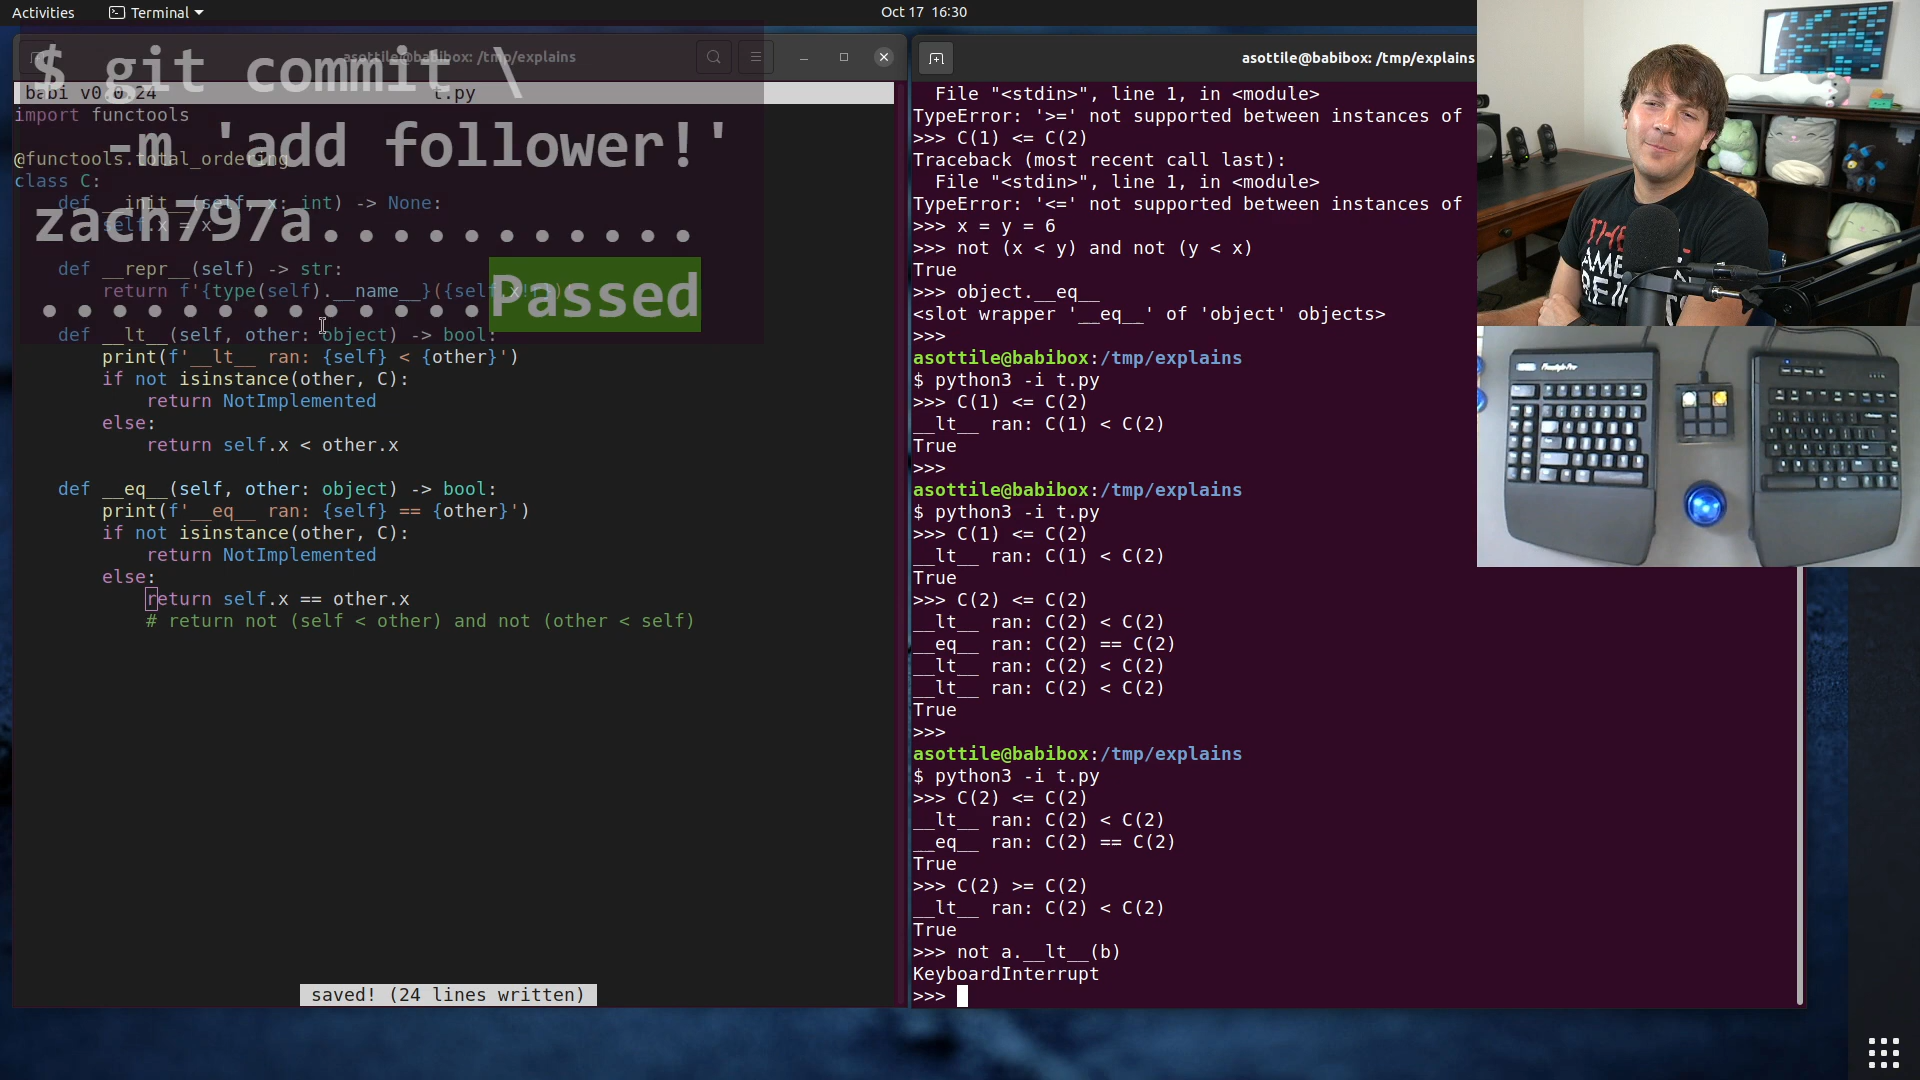 Activities
Terminal
Oct 17 16:30
$ git commit \
-m 'add follower!'
zach797a...........
.............Passed
asottile@babibox: /tmp/explains
babi v0.0.24
t.py
import functools
@functools.total_ordering
class C:
def __init__(self, x: int) -> None:
self.x = x
def __repr__(self) -> str:
return f'{type(self).__name__}({self.x!r})'
def __lt__(self, other: object) -> bool:
print(f'__lt__ ran: {self} < {other}')
if not isinstance(other, C):
return NotImplemented
else:
return self.x < other.x
def __eq__(self, other: object) -> bool:
print(f'__eq__ ran: {self} == {other}')
if not isinstance(other, C):
return NotImplemented
else:
return self.x == other.x
# return not (self < other) and not (other < self)
saved! (24 lines written)
asottile@babibox: /tmp/explains
File "<stdin>", line 1, in <module>
TypeError: '>=' not supported between instances of
>>> C(1) <= C(2)
Traceback (most recent call last):
File "<stdin>", line 1, in <module>
TypeError: '<=' not supported between instances of
>>> x = y = 6
>>> not (x < y) and not (y < x)
True
>>> object.__eq__
<slot wrapper '__eq__' of 'object' objects>
>>>
asottile@babibox:/tmp/explains
$ python3 -i t.py
>>> C(1) <= C(2)
__lt__ ran: C(1) < C(2)
True
>>>
asottile@babibox:/tmp/explains
$ python3 -i t.py
>>> C(1) <= C(2)
__lt__ ran: C(1) < C(2)
True
>>> C(2) <= C(2)
__lt__ ran: C(2) < C(2)
__eq__ ran: C(2) == C(2)
__lt__ ran: C(2) < C(2)
__lt__ ran: C(2) < C(2)
True
>>>
asottile@babibox:/tmp/explains
$ python3 -i t.py
>>> C(2) <= C(2)
__lt__ ran: C(2) < C(2)
__eq__ ran: C(2) == C(2)
True
>>> C(2) >= C(2)
__lt__ ran: C(2) < C(2)
True
>>> not a.__lt__(b)
KeyboardInterrupt
>>>